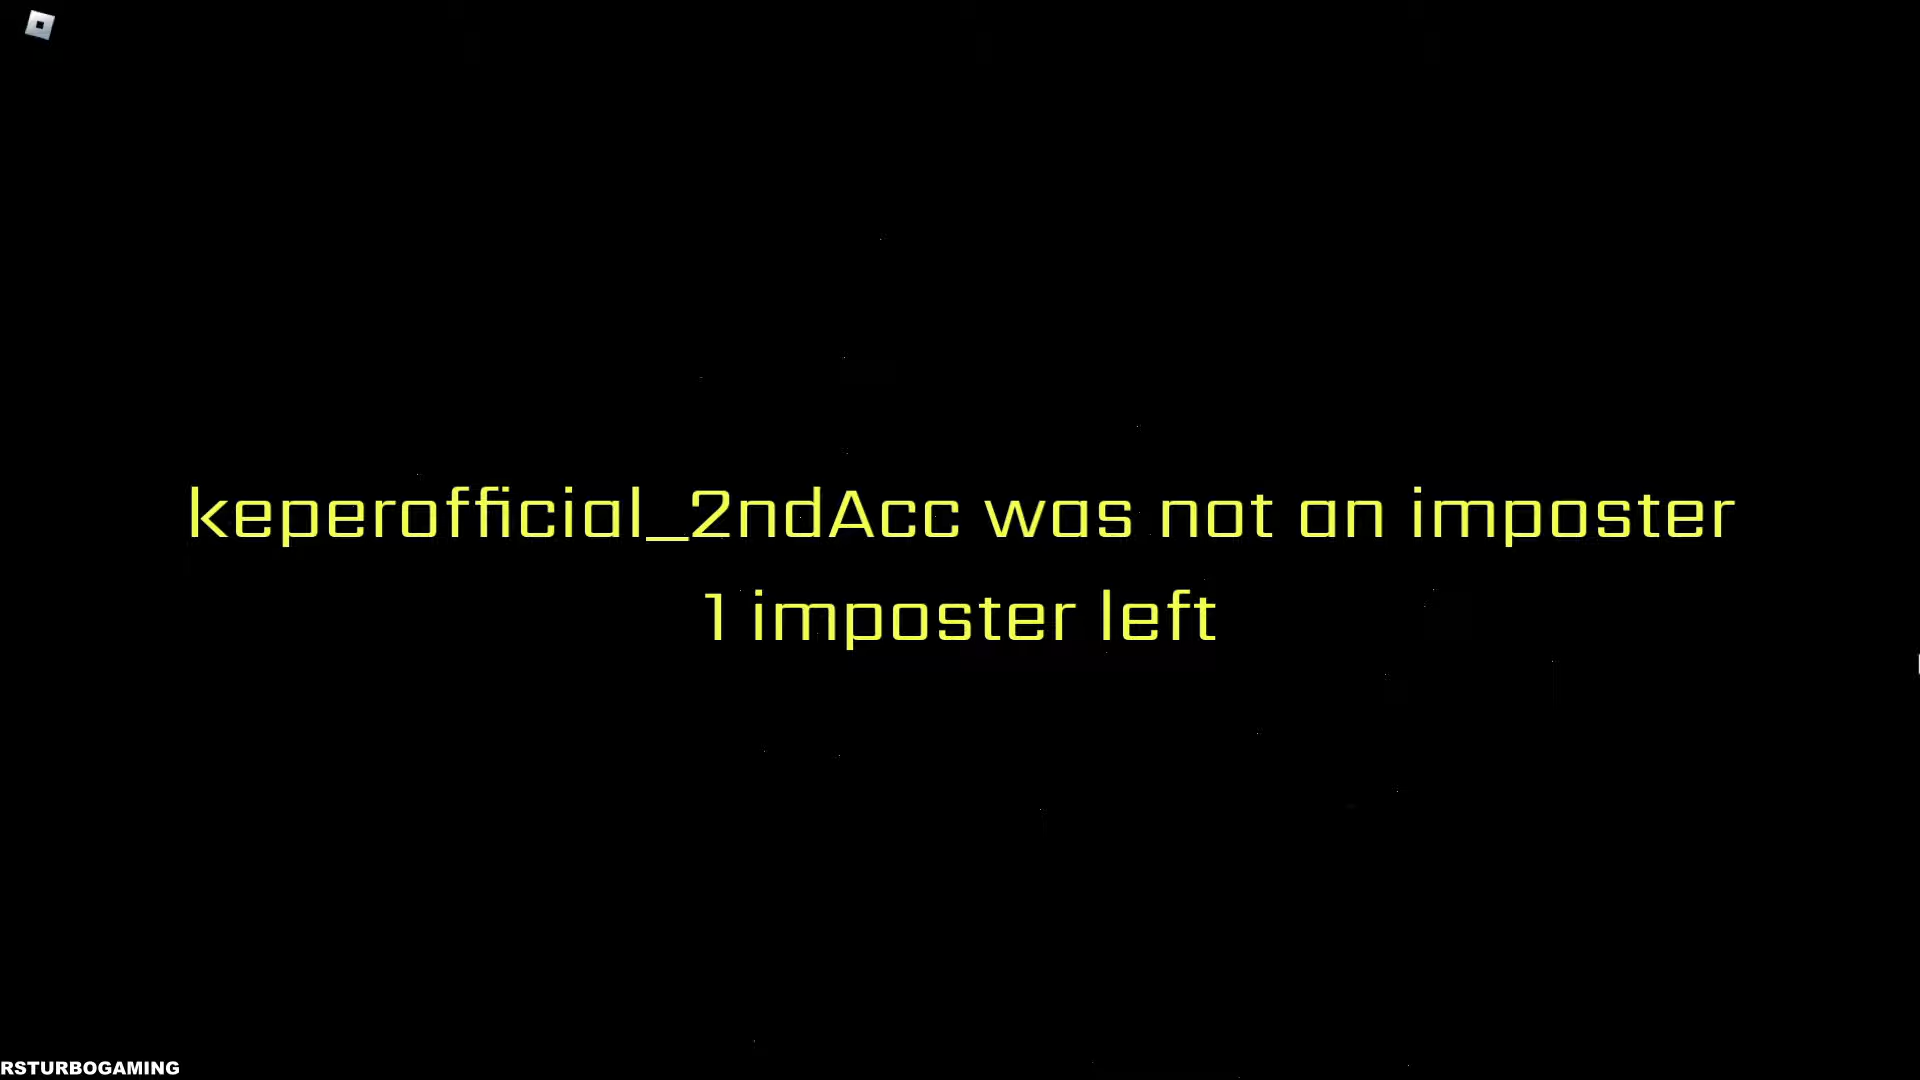 keperofficial_2ndAcc was not an imposter
1 imposter left
RSTURBOGAMING